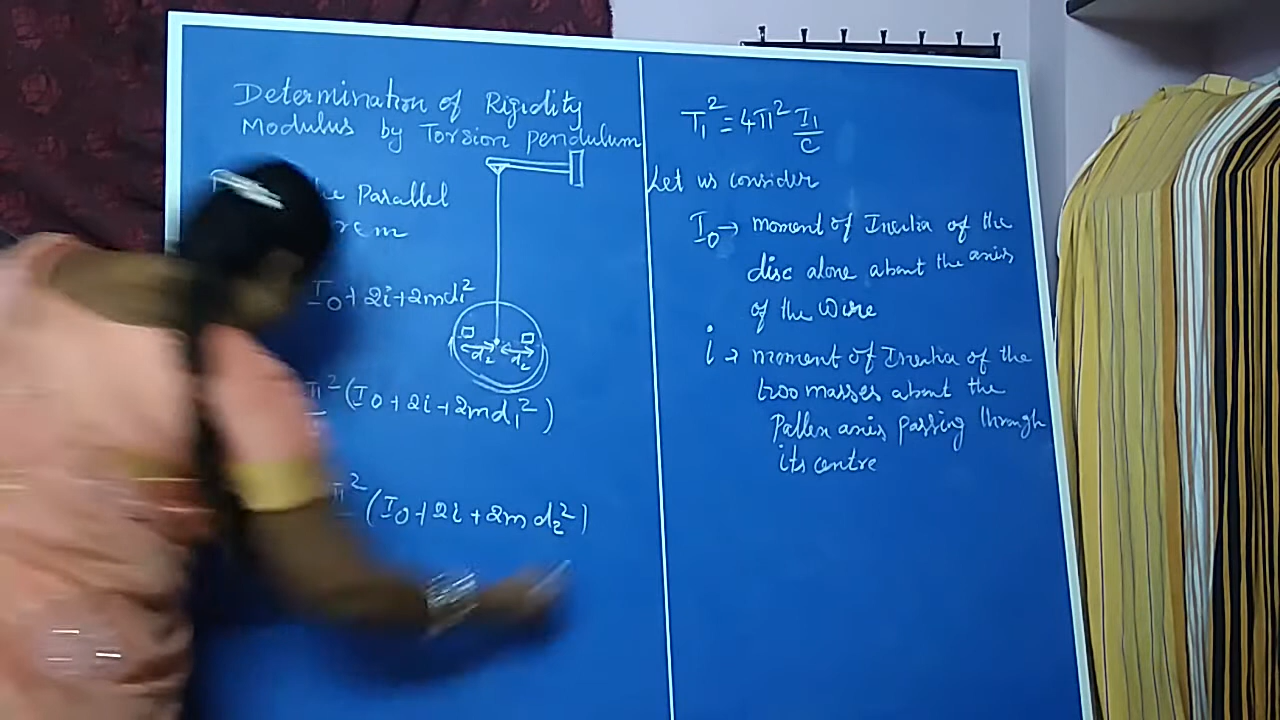 Determination of Rigidity
Modulus by Torsion pendulum
Parallel
I0 + 2i + 2md1²
π² (I0 + 2i + 2md1²)
π² (I0 + 2i + 2m d2²)
d2 d2
T1² = 4π² I1/C
Let us consider
I0 → moment of Inertia of the
disc alone about the axis
of the wire
i → moment of Inertia of the
two masses about the
Pallen axis passing through
its centre